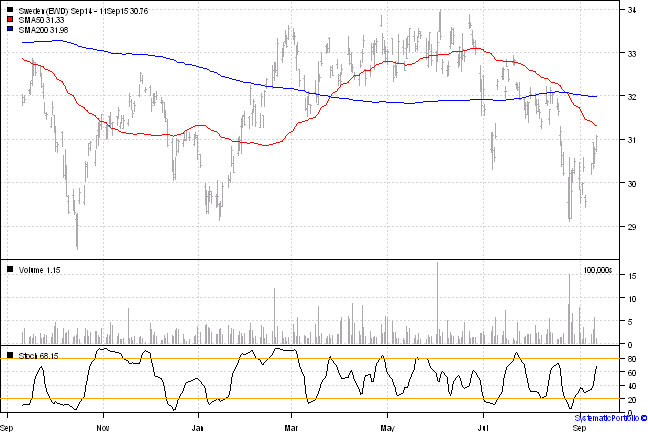 Sweden (EWD) Sep14 - 11Sep15 30.76
SMA50 31.33
SMA200 31.98
34
33
32
31
30
29
Volume 1.15
100,000s
15
10
5
0
Stoch 68.15
80
60
40
20
0
Sep
Nov
Jan
Mar
May
Jul
Sep
SystematicPortfolio ©